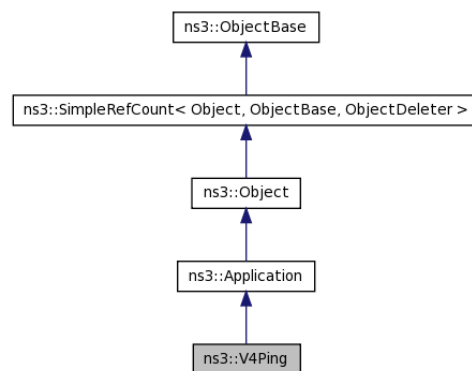 ns3::ObjectBase
ns3::SimpleRefCount< Object, ObjectBase, ObjectDeleter >
ns3::Object
ns3::Application
ns3::V4Ping